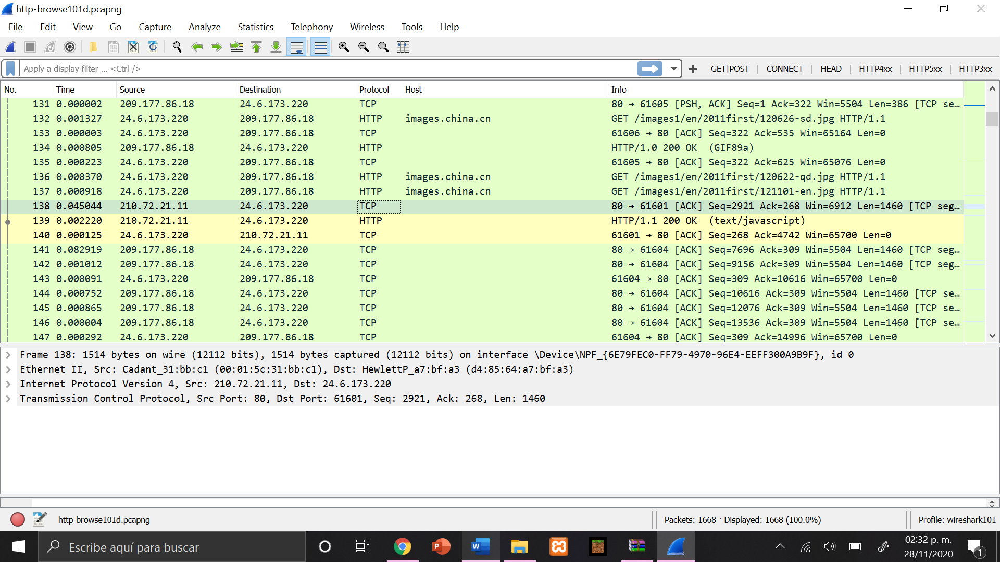 http-browse101d.pcapng
File Edit View Go Capture Analyze Statistics Telephony Wireless Tools Help
Apply a display filter ... <Ctrl-/> GET|POST CONNECT HEAD HTTP4xx HTTP5xx HTTP3xx
No. Time Source Destination Protocol Host Info
131 0.000002 209.177.86.18 24.6.173.220 TCP 80 → 61605 [PSH, ACK] Seq=1 Ack=322 Win=5504 Len=386 [TCP se…
132 0.001327 24.6.173.220 209.177.86.18 HTTP images.china.cn GET /images1/en/2011first/120626-sd.jpg HTTP/1.1
133 0.000003 24.6.173.220 209.177.86.18 TCP 61606 → 80 [ACK] Seq=322 Ack=535 Win=65164 Len=0
134 0.000805 209.177.86.18 24.6.173.220 HTTP HTTP/1.0 200 OK (GIF89a)
135 0.000223 24.6.173.220 209.177.86.18 TCP 61605 → 80 [ACK] Seq=322 Ack=625 Win=65076 Len=0
136 0.000370 24.6.173.220 209.177.86.18 HTTP images.china.cn GET /images1/en/2011first/120622-qd.jpg HTTP/1.1
137 0.000918 24.6.173.220 209.177.86.18 HTTP images.china.cn GET /images1/en/2011first/121101-en.jpg HTTP/1.1
138 0.045044 210.72.21.11 24.6.173.220 TCP 80 → 61601 [ACK] Seq=2921 Ack=268 Win=6912 Len=1460 [TCP seg…
139 0.002220 210.72.21.11 24.6.173.220 HTTP HTTP/1.1 200 OK (text/javascript)
140 0.000125 24.6.173.220 210.72.21.11 TCP 61601 → 80 [ACK] Seq=268 Ack=4742 Win=65700 Len=0
141 0.082919 209.177.86.18 24.6.173.220 TCP 80 → 61604 [ACK] Seq=7696 Ack=309 Win=5504 Len=1460 [TCP seg…
142 0.001012 209.177.86.18 24.6.173.220 TCP 80 → 61604 [ACK] Seq=9156 Ack=309 Win=5504 Len=1460 [TCP seg…
143 0.000091 24.6.173.220 209.177.86.18 TCP 61604 → 80 [ACK] Seq=309 Ack=10616 Win=65700 Len=0
144 0.000752 209.177.86.18 24.6.173.220 TCP 80 → 61604 [ACK] Seq=10616 Ack=309 Win=5504 Len=1460 [TCP se…
145 0.000865 209.177.86.18 24.6.173.220 TCP 80 → 61604 [ACK] Seq=12076 Ack=309 Win=5504 Len=1460 [TCP se…
146 0.000004 209.177.86.18 24.6.173.220 TCP 80 → 61604 [ACK] Seq=13536 Ack=309 Win=5504 Len=1460 [TCP se…
147 0.000292 24.6.173.220 209.177.86.18 TCP 61604 → 80 [ACK] Seq=309 Ack=14996 Win=65700 Len=0
Frame 138: 1514 bytes on wire (12112 bits), 1514 bytes captured (12112 bits) on interface \Device\NPF_{6E79FEC0-FF79-4970-96E4-EEFF300A9B9F}, id 0
Ethernet II, Src: Cadant_31:bb:c1 (00:01:5c:31:bb:c1), Dst: HewlettP_a7:bf:a3 (d4:85:64:a7:bf:a3)
Internet Protocol Version 4, Src: 210.72.21.11, Dst: 24.6.173.220
Transmission Control Protocol, Src Port: 80, Dst Port: 61601, Seq: 2921, Ack: 268, Len: 1460
http-browse101d.pcapng Packets: 1668 · Displayed: 1668 (100.0%) Profile: wireshark101
Escribe aquí para buscar
02:32 p. m.
28/11/2020
1